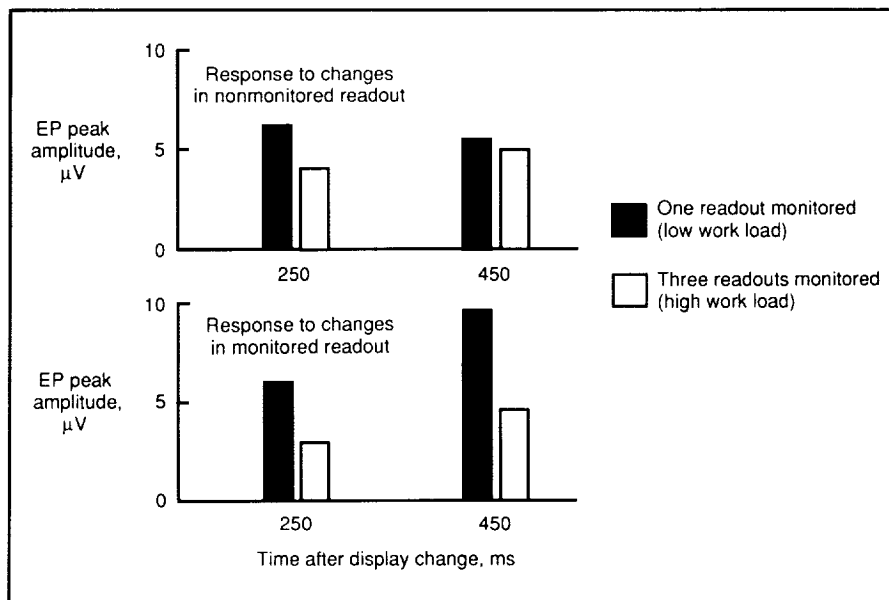 10
Response to changes
in nonmonitored readout
EP peak
amplitude,
μV
5
0
250
450
One readout monitored
(low work load)
Three readouts monitored
(high work load)
10
Response to changes
in monitored readout
EP peak
amplitude,
μV
5
0
250
450
Time after display change, ms